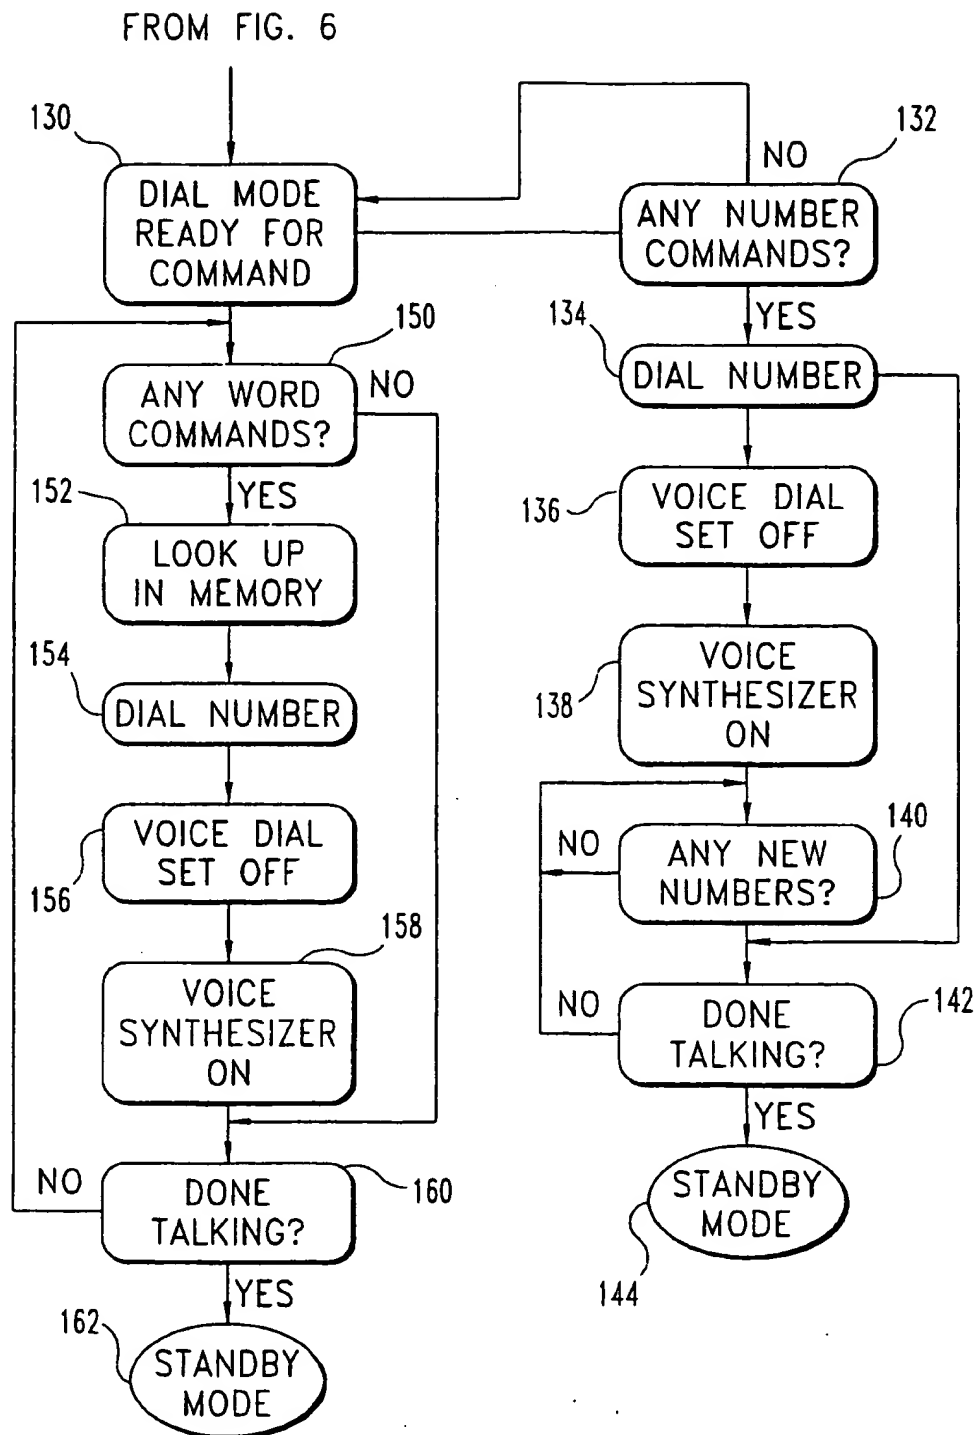 FROM FIG. 6
130
DIAL MODE
READY FOR
COMMAND
132
NO
ANY NUMBER
COMMANDS?
YES
134
DIAL NUMBER
136
VOICE DIAL
SET OFF
138
VOICE
SYNTHESIZER
ON
140
NO
ANY NEW
NUMBERS?
142
NO
DONE
TALKING?
YES
STANDBY
MODE
144
150
ANY WORD
COMMANDS?
NO
YES
152
LOOK UP
IN MEMORY
154
DIAL NUMBER
156
VOICE DIAL
SET OFF
158
VOICE
SYNTHESIZER
ON
160
NO
DONE
TALKING?
YES
162
STANDBY
MODE